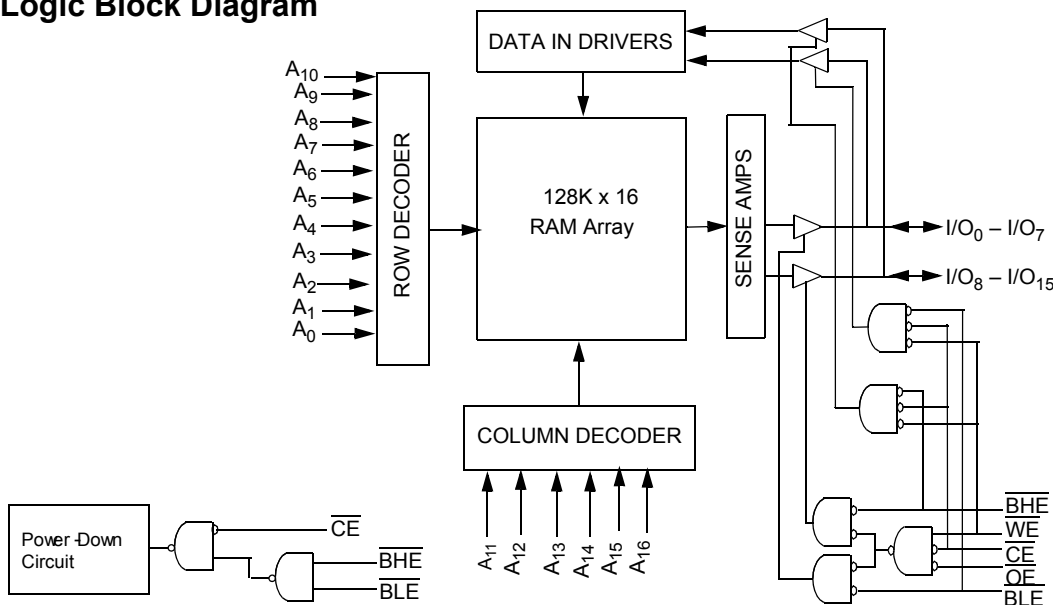 Logic Block Diagram
DATA IN DRIVERS
A10
A9
A8
A7
A6
A5
A4
A3
A2
A1
A0
ROW DECODER
128K x 16
RAM Array
SENSE AMPS
I/O0 – I/O7
I/O8 – I/O15
COLUMN DECODER
A11
A12
A13
A14
A15
A16
Power -Down
Circuit
CE
BHE
BLE
BHE
WE
CE
OE
BLE